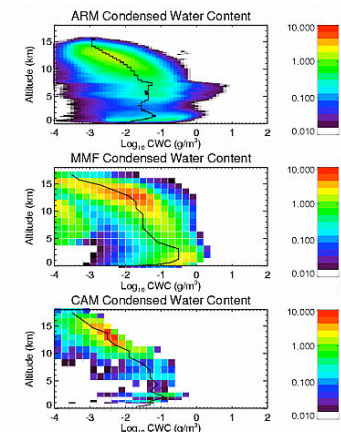 ARM Condensed Water Content
Altitude (km)
15
10
5
0
-4 -3 -2 -1 0 1 2
Log10 CWC (g/m3)
10.000
1.000
0.100
0.010
MMF Condensed Water Content
Altitude (km)
15
10
5
0
-4 -3 -2 -1 0 1 2
Log10 CWC (g/m3)
10.000
1.000
0.100
0.010
CAM Condensed Water Content
Altitude (km)
15
10
5
0
-4 -3 -2 -1 0 1 2
Log10 CWC (g/m3)
10.000
1.000
0.100
0.010